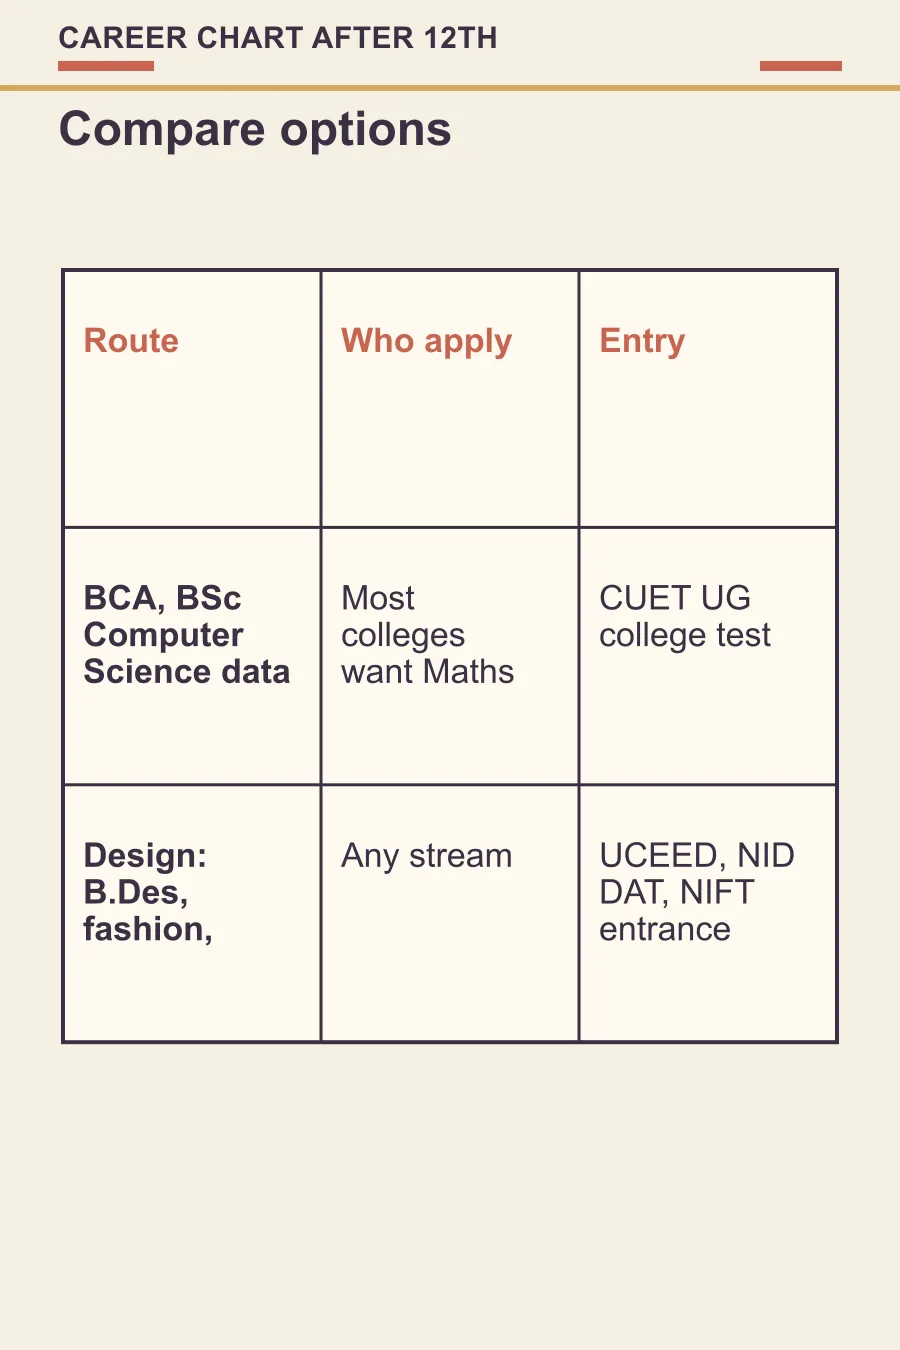 CAREER CHART AFTER 12TH
Compare options
Route
Who apply
Entry
BCA, BSc
Computer
Science data
Most
colleges
want Maths
CUET UG
college test
Design:
B.Des,
fashion,
Any stream
UCEED, NID
DAT, NIFT
entrance